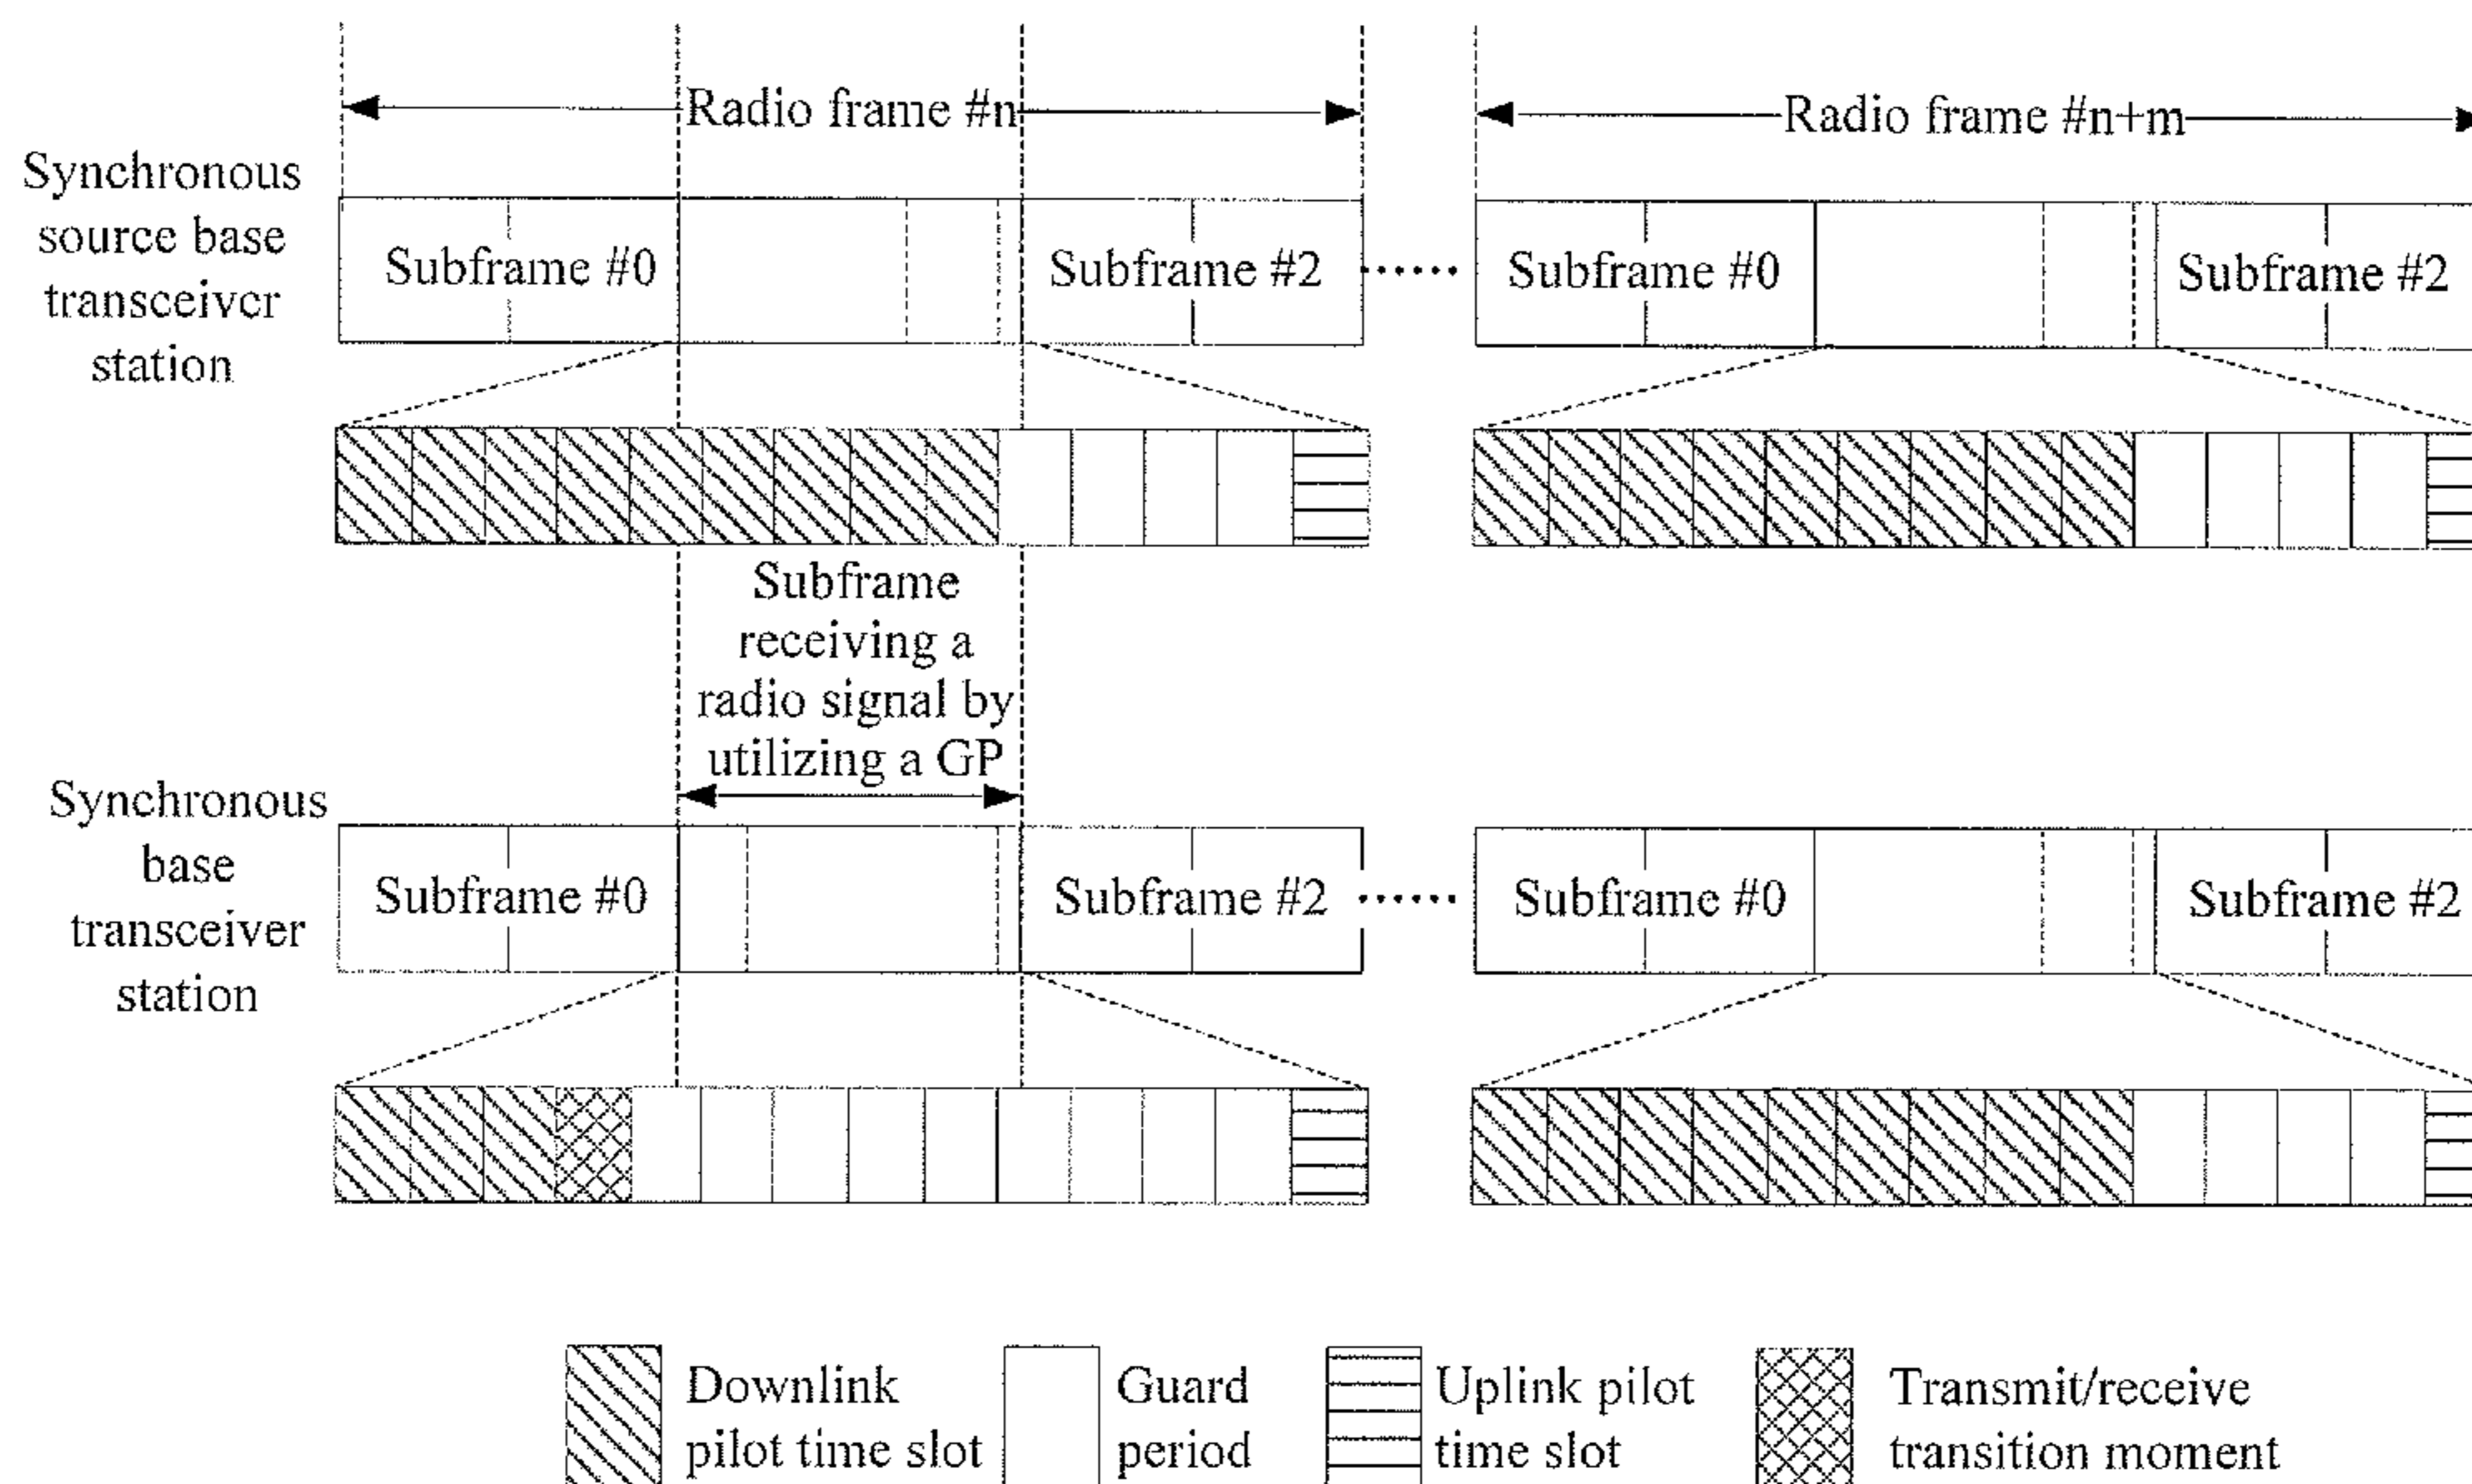 Radio frame #n
Radio frame #n+m
Synchronous
source base
transceiver
station
Subframe #0
Subframe #2
......
Subframe #0
Subframe #2
Subframe
receiving a
radio signal by
utilizing a GP
Synchronous
base
transceiver
station
Subframe #0
Subframe #2
......
Subframe #0
Subframe #2
Downlink
pilot time slot
Guard
period
Uplink pilot
time slot
Transmit/receive
transition moment